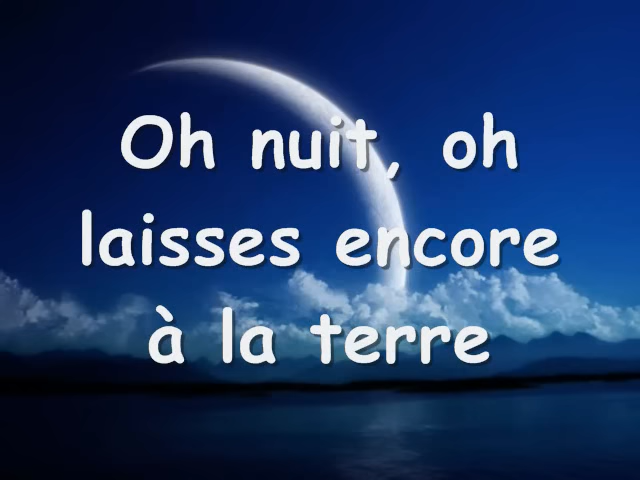 Oh nuit, oh
laisses encore
à la terre